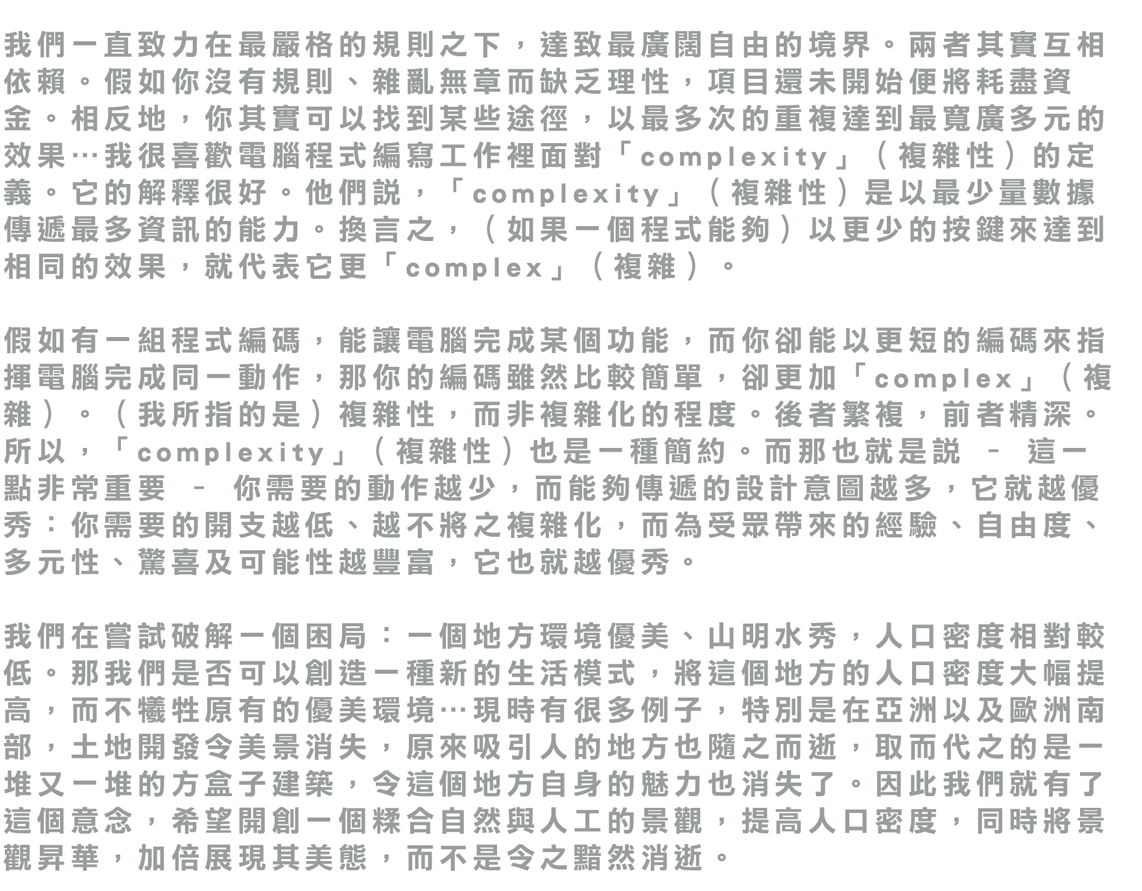 我們一直致力在最嚴格的規則之下，達致最廣闊自由的境界。兩者其實互相
依賴。假如你沒有規則、雜亂無章而缺乏理性，項目還未開始便將耗盡資
金。相反地，你其實可以找到某些途徑，以最多次的重複達到最寬廣多元的
效果…我很喜歡電腦程式編寫工作裡面對「complexity」（複雜性）的定
義。它的解釋很好。他們説，「complexity」（複雜性）是以最少量數據
傳遞最多資訊的能力。換言之，（如果一個程式能夠）以更少的按鍵來達到
相同的效果，就代表它更「complex」（複雜）。
假如有一組程式編碼，能讓電腦完成某個功能，而你卻能以更短的編碼來指
揮電腦完成同一動作，那你的編碼雖然比較簡單，卻更加「complex」（複
雜）。（我所指的是）複雜性，而非複雜化的程度。後者繁複，前者精深。
所以，「complexity」（複雜性）也是一種簡約。而那也就是説 - 這一
點非常重要 - 你需要的動作越少，而能夠傳遞的設計意圖越多，它就越優
秀：你需要的開支越低、越不將之複雜化，而為受眾帶來的經驗、自由度、
多元性、驚喜及可能性越豐富，它也就越優秀。
我們在嘗試破解一個困局：一個地方環境優美、山明水秀，人口密度相對較
低。那我們是否可以創造一種新的生活模式，將這個地方的人口密度大幅提
高，而不犧牲原有的優美環境…現時有很多例子，特別是在亞洲以及歐洲南
部，土地開發令美景消失，原來吸引人的地方也隨之而逝，取而代之的是一
堆又一堆的方盒子建築，令這個地方自身的魅力也消失了。因此我們就有了
這個意念，希望開創一個糅合自然與人工的景觀，提高人口密度，同時將景
觀昇華，加倍展現其美態，而不是令之黯然消逝。